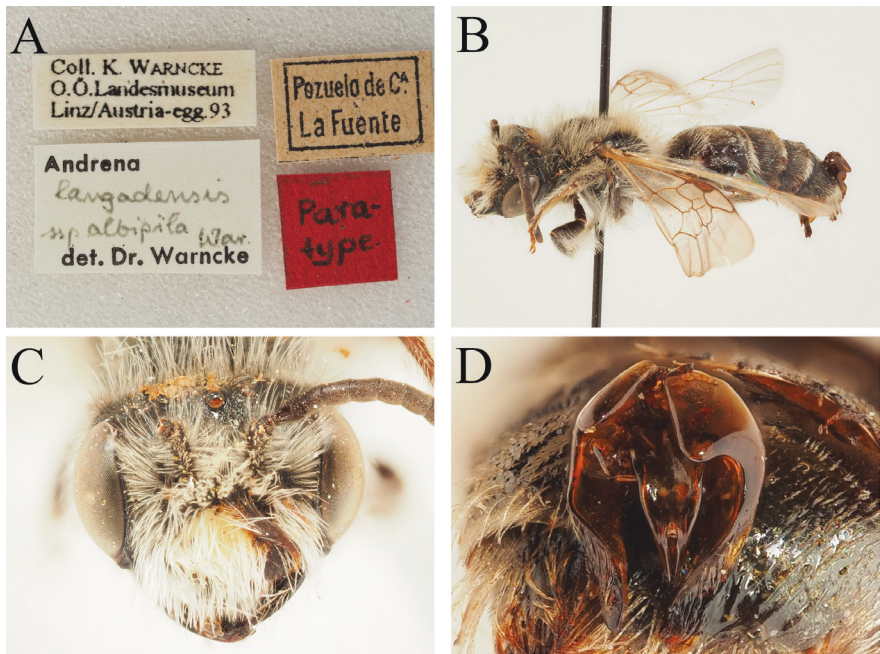 A
Coll. K. WARNCKE
O.Ö.Landesmuseum
Linz/Austria-egg.93
Pozuelo de Cᴬ
La Fuente
Andrena
langadensis
ssp albipila War.
det. Dr. Warncke
Para-
type.
B
C
D